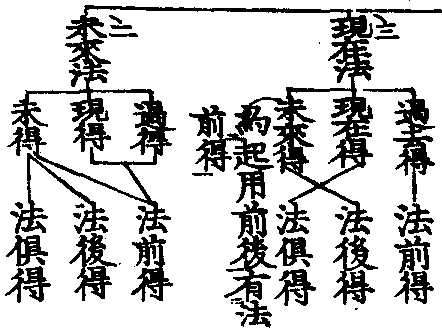 三、現在法
過去得
現在得
未來得
約起用前後有法
前得
法前得
法後得
法俱得
二、未來法
過得
現得
未得
法前得
法後得
法俱得